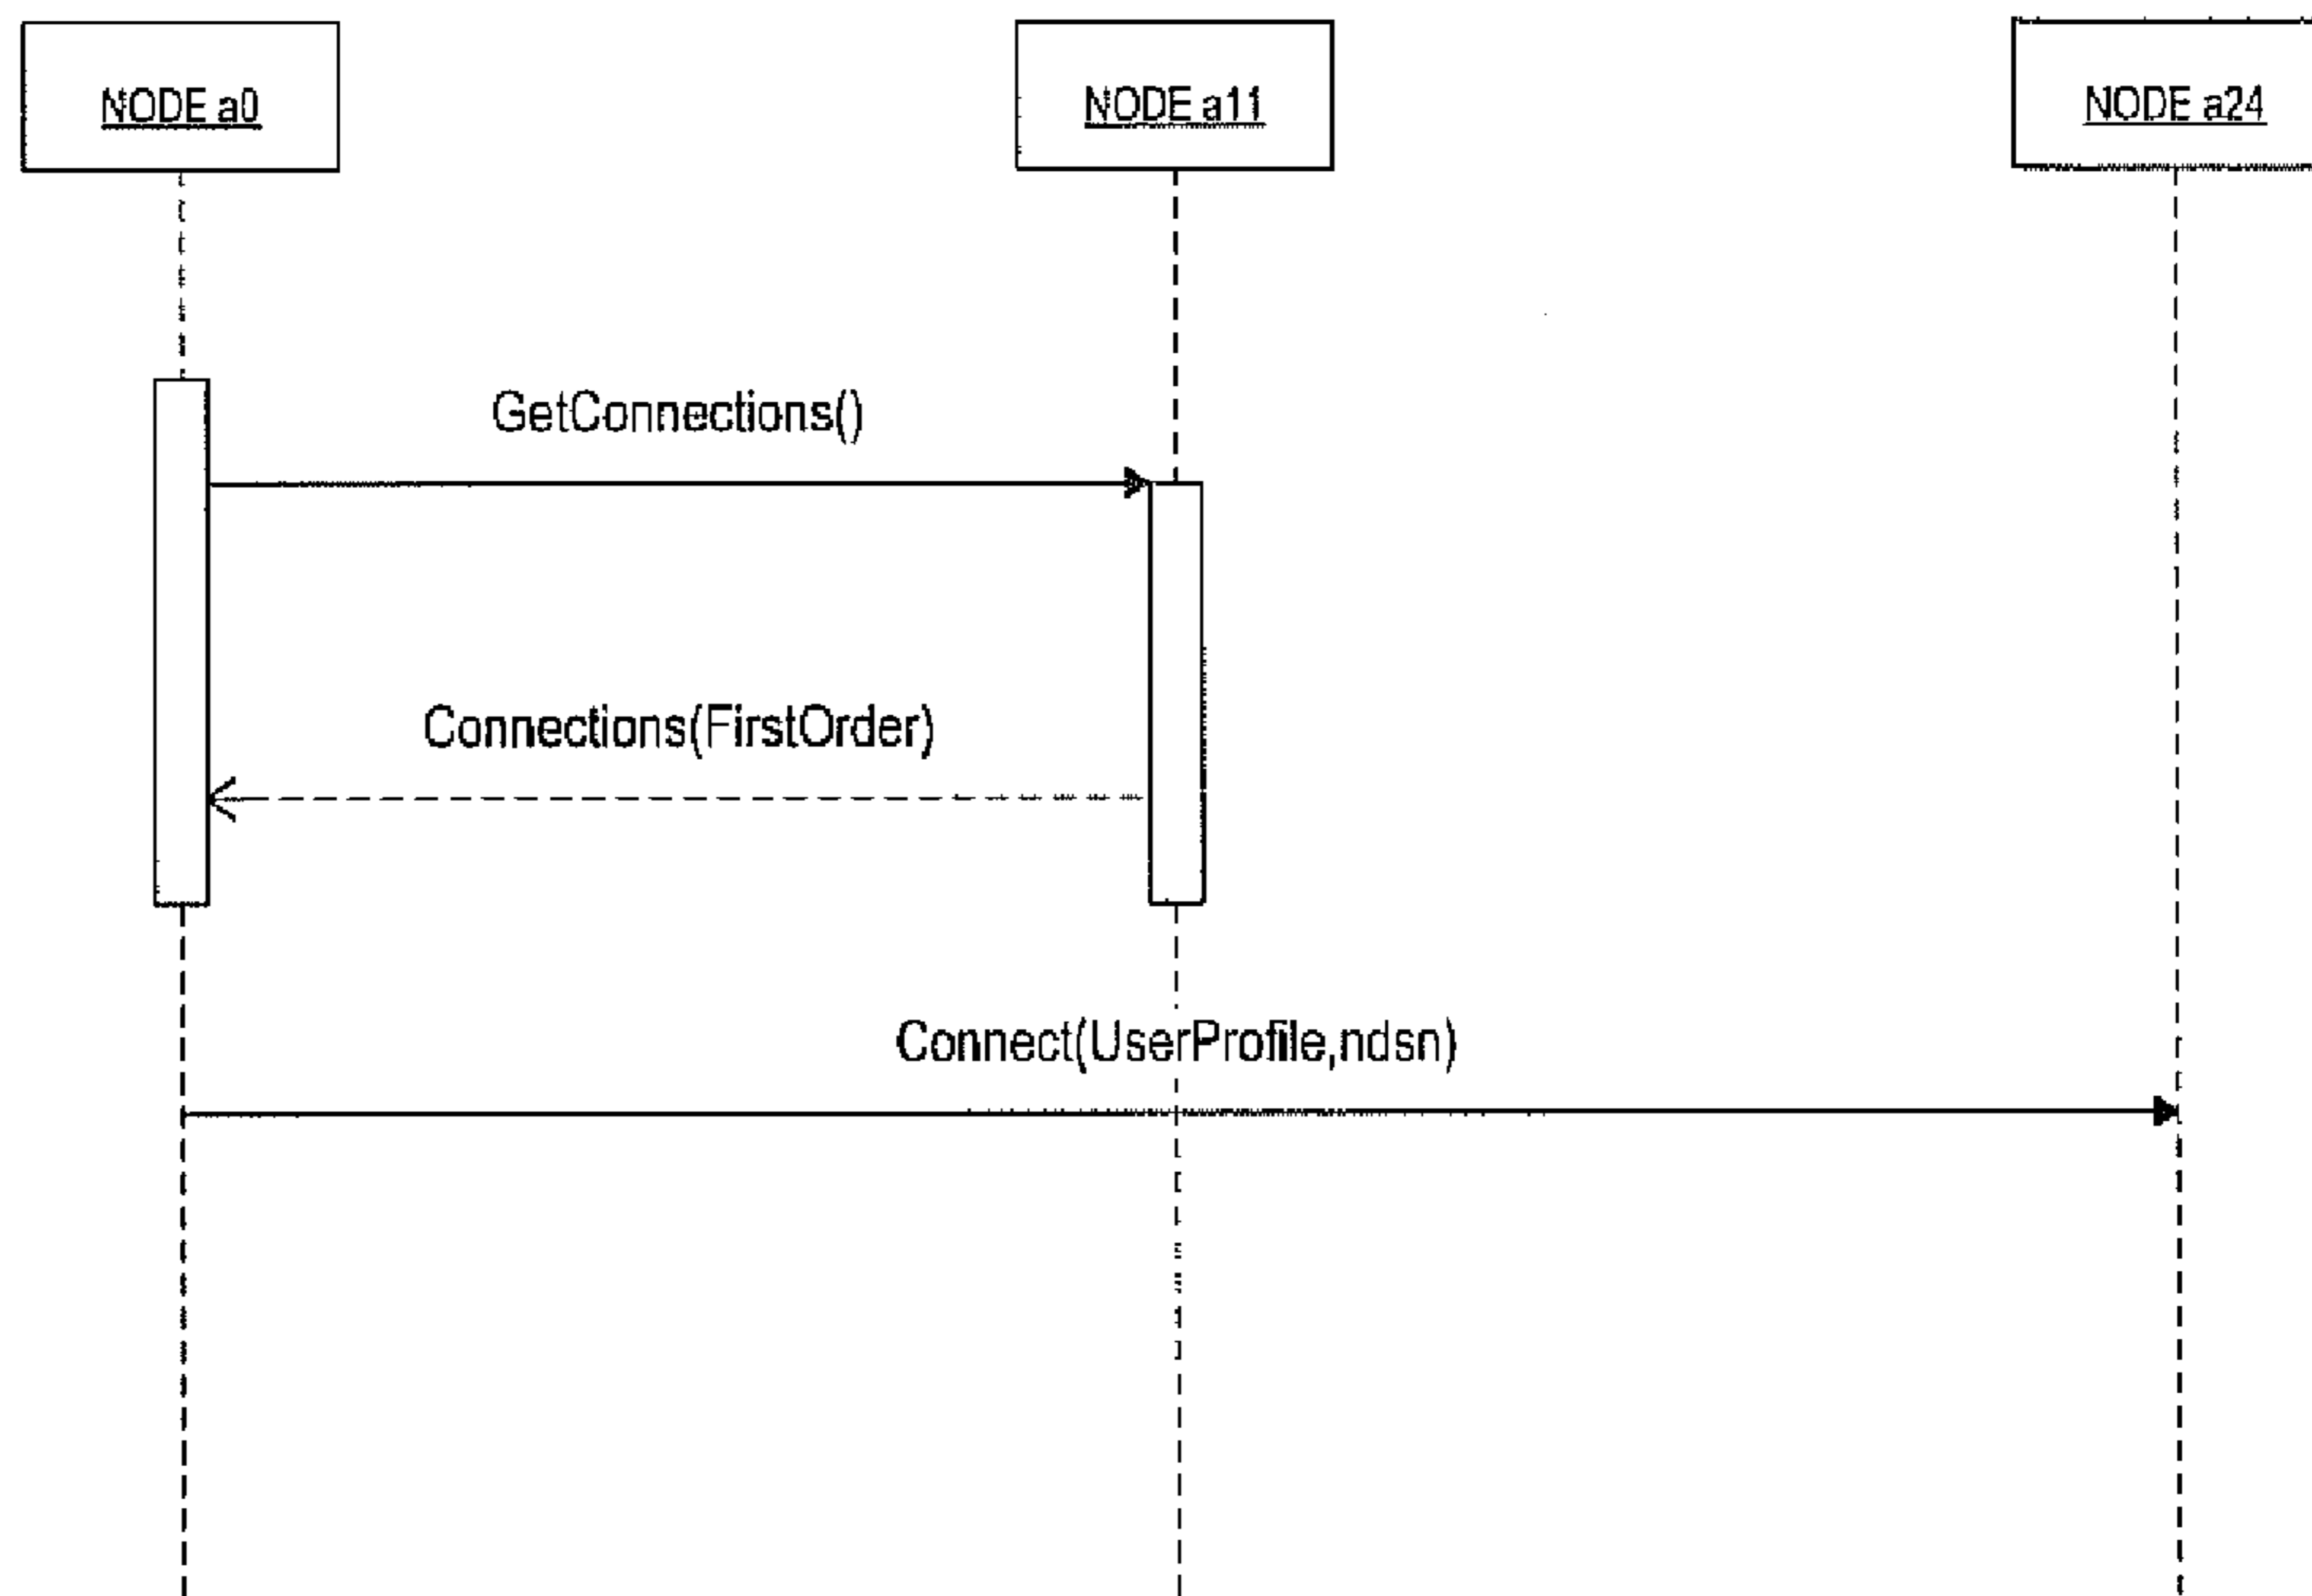 NODE a0
NODE a11
NODE a24
GetConnections()
Connections(FirstOrder)
Connect(UserProfile,ndsn)